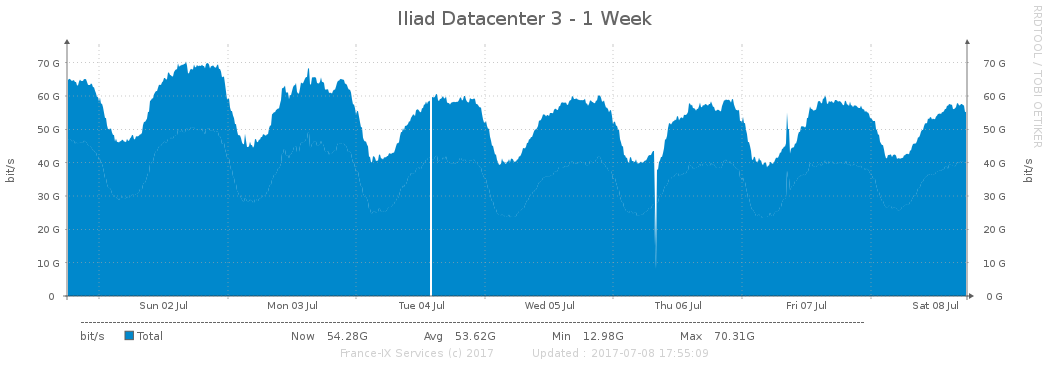 Iliad Datacenter 3 - 1 Week
RRDTOOL / TOBI OETIKER
bit/s
70 G
60 G
50 G
40 G
30 G
20 G
10 G
0
70 G
60 G
50 G
40 G
30 G
20 G
10 G
0 G
bit/s
Sun 02 Jul Mon 03 Jul Tue 04 Jul Wed 05 Jul Thu 06 Jul Fri 07 Jul Sat 08 Jul
bit/s Total Now 54.28G Avg 53.62G Min 12.98G Max 70.31G
France-IX Services (c) 2017 Updated : 2017-07-08 17:55:09